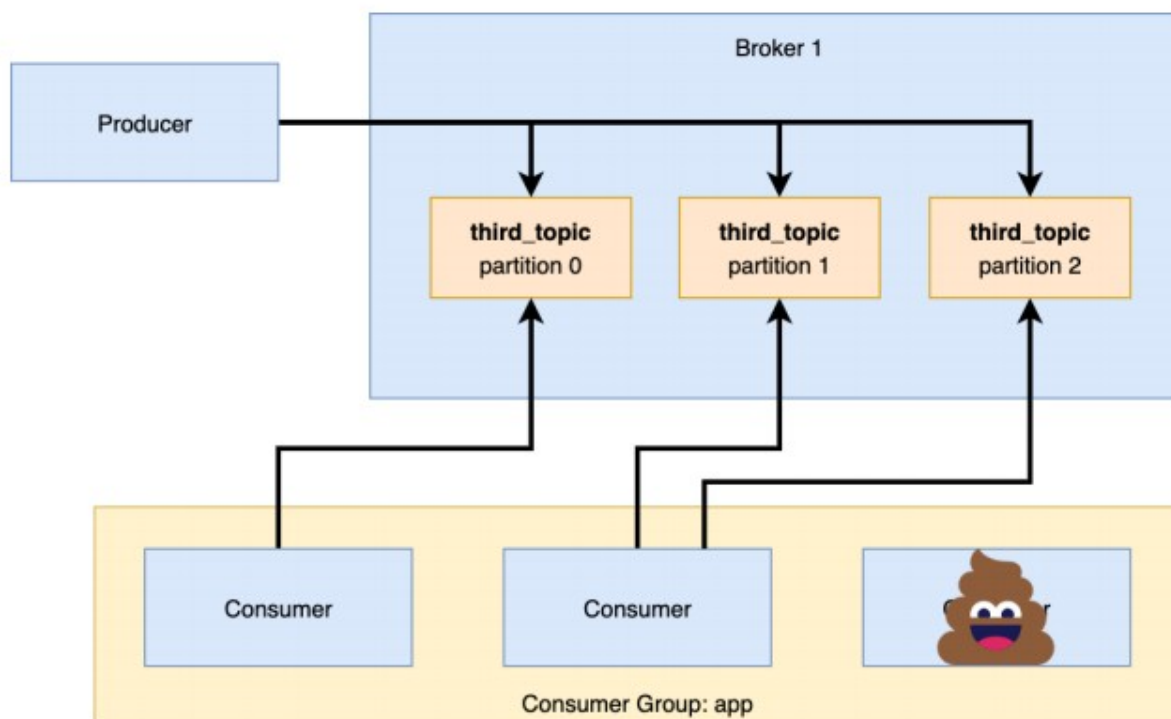 Broker 1
Producer
third_topic
partition 0
third_topic
partition 1
third_topic
partition 2
Consumer
Consumer
Consumer Group: app